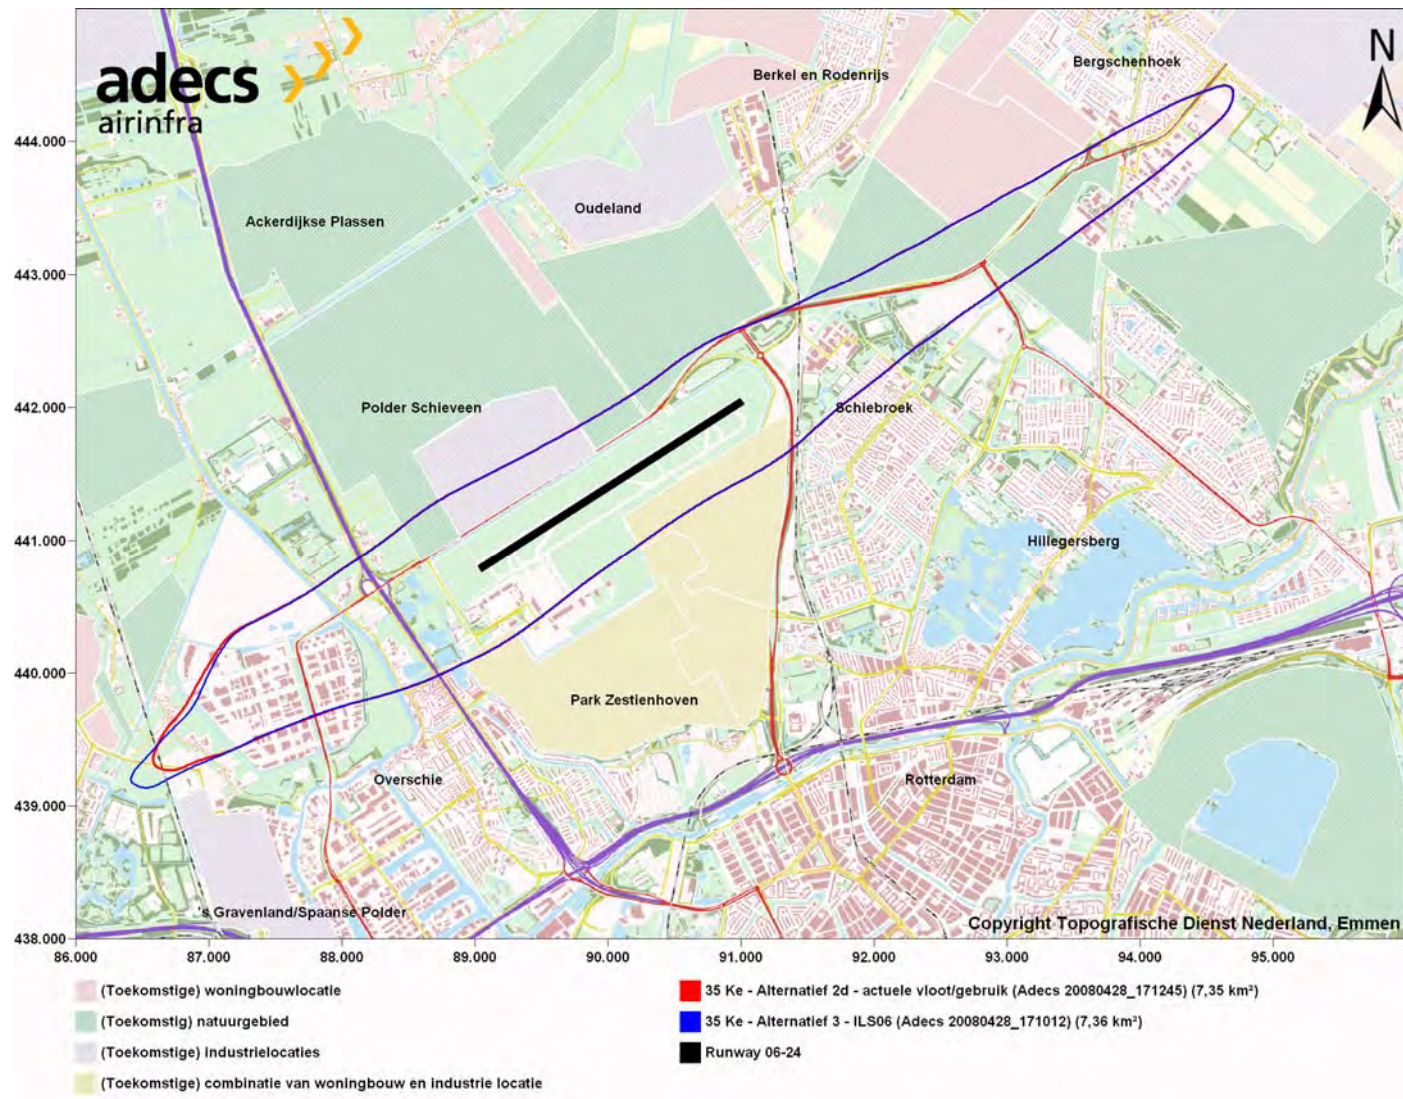 adecs
airinfra
N
Bergschenhoek
Berkel en Rodenrijs
444.000
Oudeland
Ackerdijkse Plassen
443.000
442.000
Polder Schieveen
Schiebroek
441.000
Hillegersberg
440.000
Park Zestienhoven
439.000
Overschie
Rotterdam
's Gravenland/Spaanse Polder
Copyright Topografische Dienst Nederland, Emmen
438.000
86.000 87.000 88.000 89.000 90.000 91.000 92.000 93.000 94.000 95.000
(Toekomstige) woningbouwlocatie
(Toekomstig) natuurgebied
(Toekomstige) industrielocaties
(Toekomstige) combinatie van woningbouw en industrie locatie
35 Ke - Alternatief 2d - actuele vloot/gebruik (Adecs 20080428_171245) (7,35 km²)
35 Ke - Alternatief 3 - ILS06 (Adecs 20080428_171012) (7,36 km²)
Runway 06-24